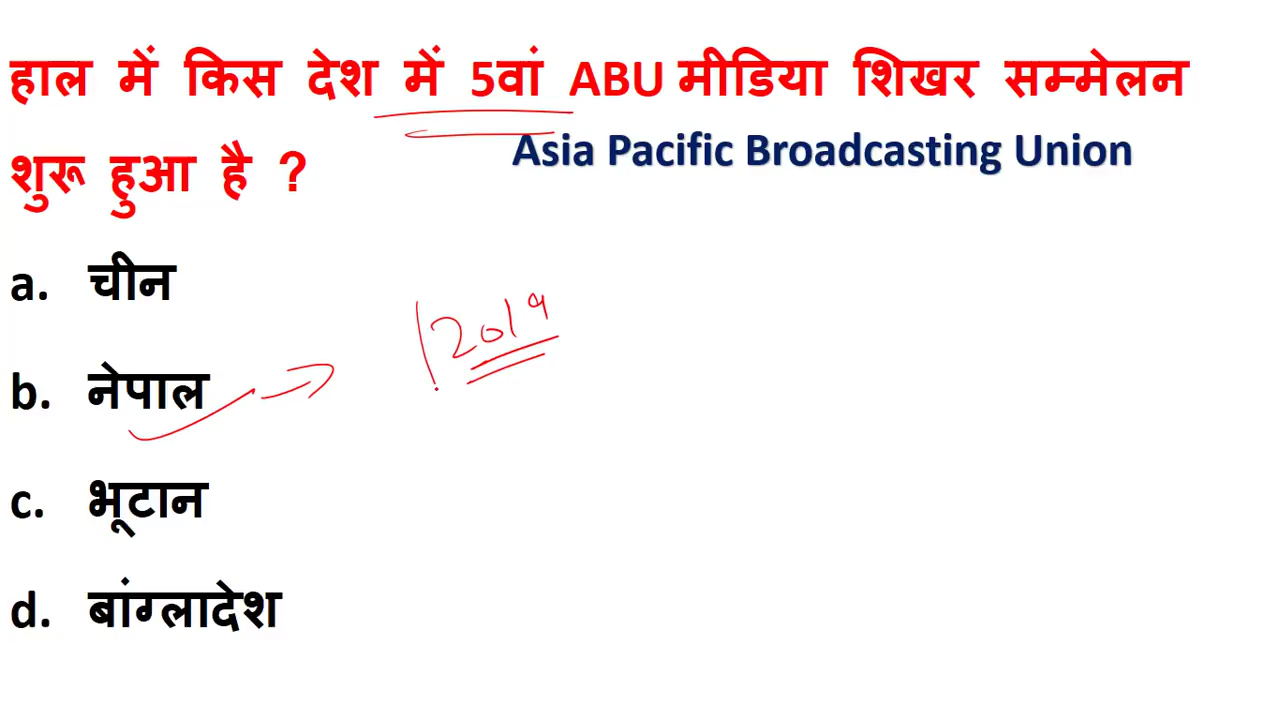 हाल में किस देश में 5वां ABU मीडिया शिखर सम्मेलन
Asia Pacific Broadcasting Union
शुरू हुआ है ?
a. चीन
2019
b. नेपाल
c. भूटान
d. बांग्लादेश